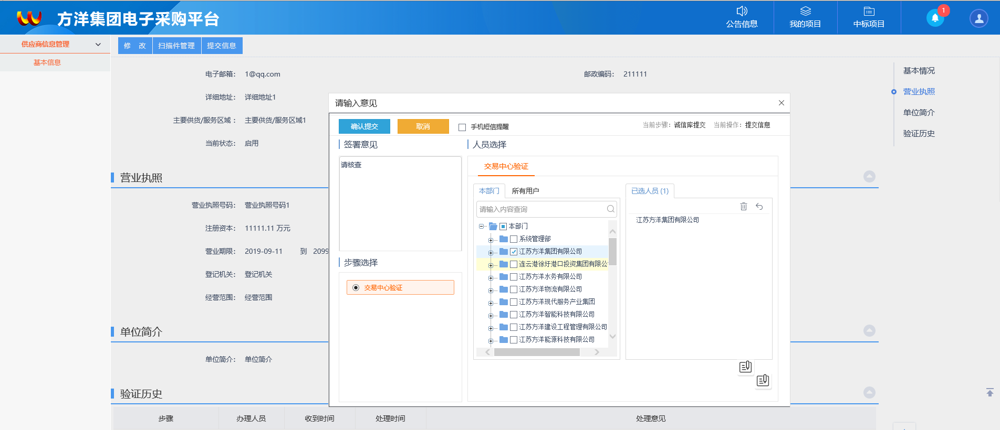 方洋集团电子采购平台
公告信息
我的项目
中标项目
1
供应商信息管理
基本信息
修 改
扫描件管理
提交信息
电子邮箱： 1@qq.com
邮政编码： 211111
详细地址： 详细地址1
主要供货/服务区域： 主要供货/服务区域1
当前状态： 启用
营业执照
营业执照号码： 营业执照号码1
注册资本： 11111.11 万元
营业期限： 2019-09-11 到 2099
登记机关： 登记机关
经营范围： 经营范围
单位简介
单位简介： 单位简介
验证历史
步骤 办理人员 收到时间 处理时间 处理意见
基本情况
营业执照
单位简介
验证历史
请输入意见
确认提交
取消
手机短信提醒
当前步骤：诚信库提交 当前操作：提交信息
签署意见
请核查
步骤选择
交易中心验证
人员选择
交易中心验证
本部门 所有用户
请输入内容查询
本部门
系统管理部
江苏方洋集团有限公司
连云港徐圩港口投资集团有限公
江苏方洋水务有限公司
江苏方洋物流有限公司
江苏方洋现代服务产业集团
江苏方洋智能科技有限公司
江苏方洋建设工程管理有限公司
江苏方洋能源科技有限公司
已选人员 (1)
江苏方洋集团有限公司